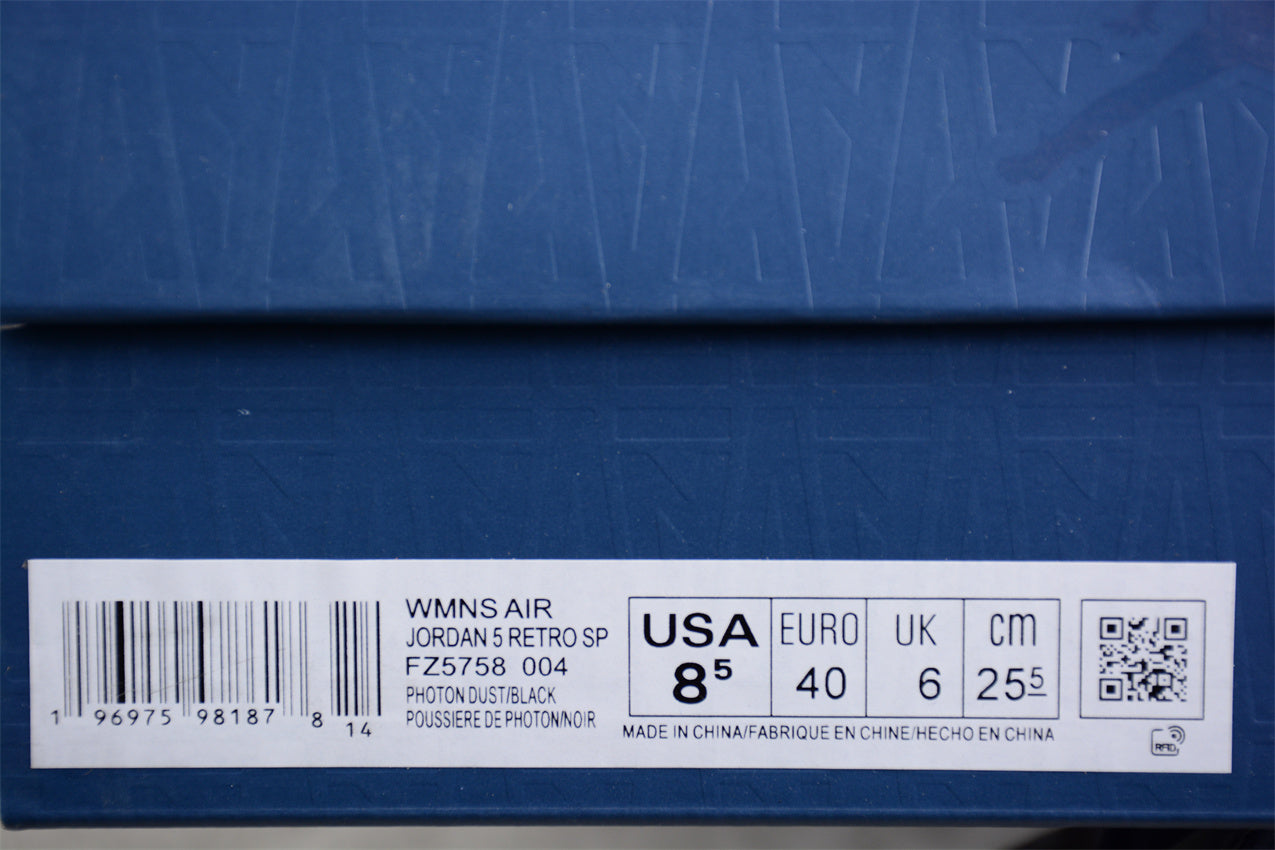 WMNS AIR
JORDAN 5 RETRO SP
FZ5758 004
PHOTON DUST/BLACK
POUSSIERE DE PHOTON/NOIR
1 96975 98187 8 14
USA EURO UK cm
8⁵ 40 6 25⁵
MADE IN CHINA/FABRIQUE EN CHINE/HECHO EN CHINA
RFID